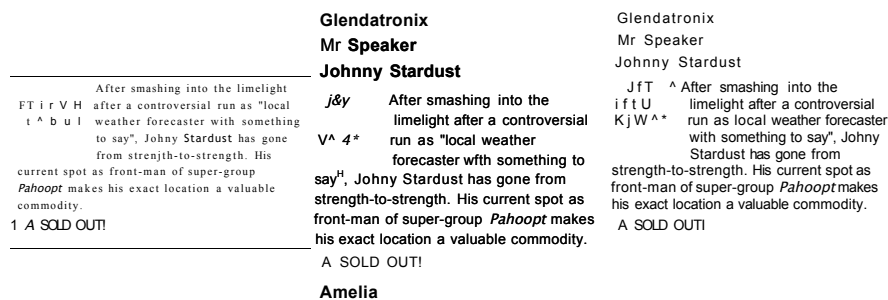 After smashing into the limelight
FT i r V H after a controversial run as "local
t ^ b u l weather forecaster with something
to say", Johny Stardust has gone
from strenjth-to-strength. His
current spot as front-man of super-group
Pahoopt makes his exact location a valuable
commodity.
1 A SOLD OUT!
Glendatronix
Mr Speaker
Johnny Stardust
j&y After smashing into the
limelight after a controversial
V^ 4* run as "local weather
forecaster wfth something to
say^H, Johny Stardust has gone from
strength-to-strength. His current spot as
front-man of super-group Pahoopt makes
his exact location a valuable commodity.
A SOLD OUT!
Amelia
Glendatronix
Mr Speaker
Johnny Stardust
JfT ^ After smashing into the
iftU limelight after a controversial
KjW^* run as local weather forecaster
with something to say", Johny
Stardust has gone from
strength-to-strength. His current spot as
front-man of super-group Pahoopt makes
his exact location a valuable commodity.
A SOLD OUTI